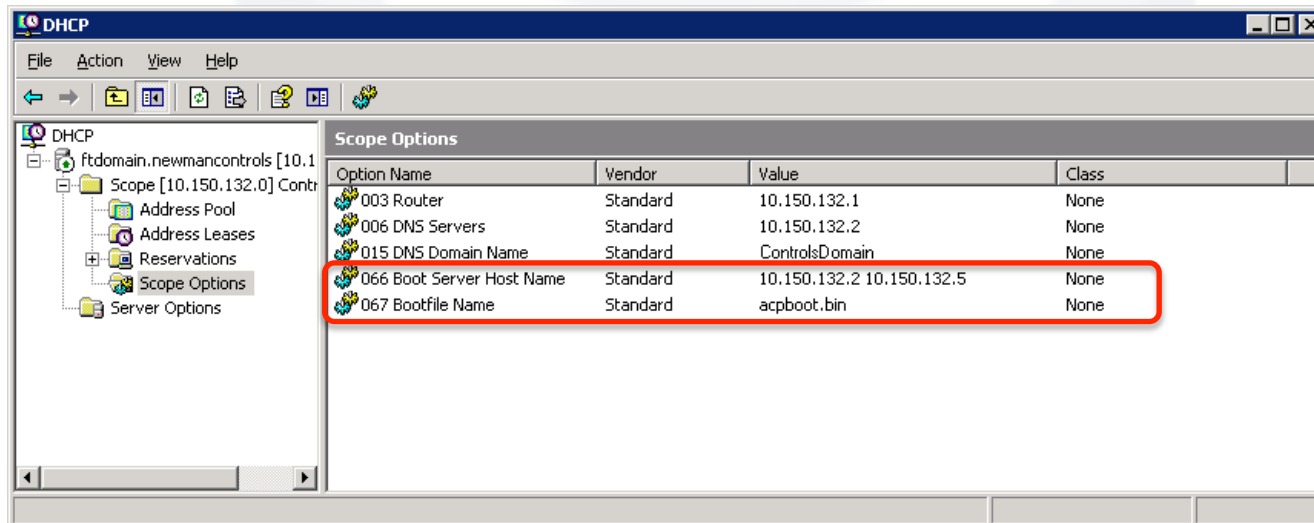 DHCP
File Action View Help
DHCP
ftdomain.newmancontrols [10.1
Scope [10.150.132.0] Contr
Address Pool
Address Leases
Reservations
Scope Options
Server Options
Scope Options
Option Name Vendor Value Class
003 Router Standard 10.150.132.1 None
006 DNS Servers Standard 10.150.132.2 None
015 DNS Domain Name Standard ControlsDomain None
066 Boot Server Host Name Standard 10.150.132.2 10.150.132.5 None
067 Bootfile Name Standard acpboot.bin None